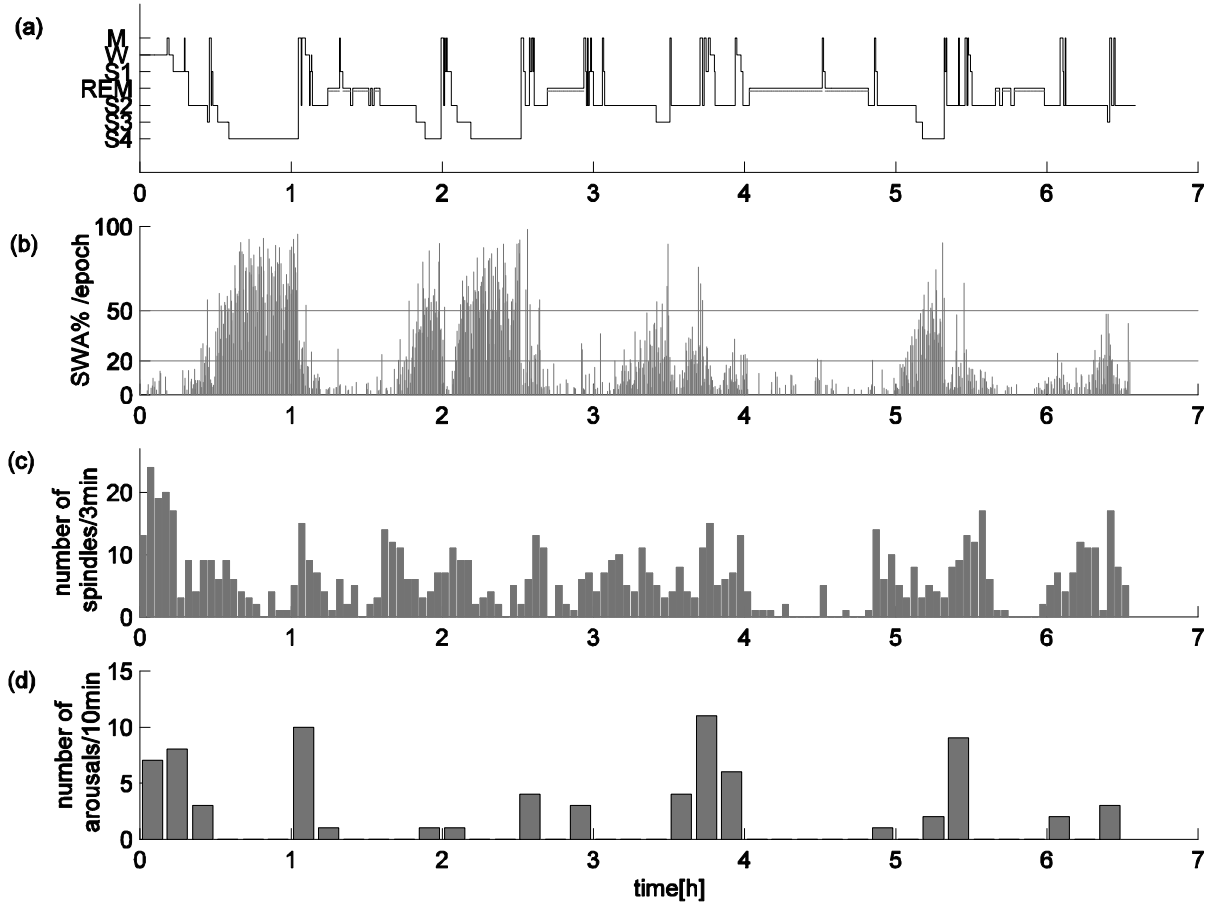 (a)
M
W
S1
REM
S2
S3
S4
0 1 2 3 4 5 6 7
(b)
SWA% /epoch
100
50
20
0
0 1 2 3 4 5 6 7
(c)
number of
spindles/3min
20
10
0
0 1 2 3 4 5 6 7
(d)
number of
arousals/10min
15
10
5
0
0 1 2 3 4 5 6 7
time[h]